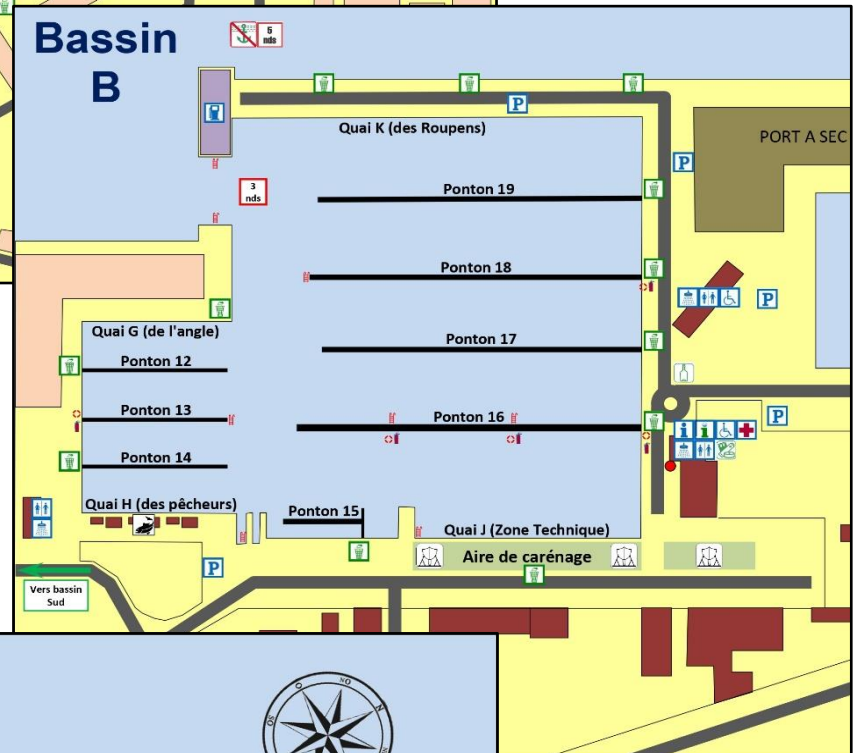 Bassin
B
5
nds
P
Quai K (des Roupens)
PORT A SEC
P
3
nds
Ponton 19
Ponton 18
P
Quai G (de l'angle)
Ponton 17
Ponton 12
Ponton 13
Ponton 16
P
i
i
Ponton 14
Quai H (des pêcheurs)
Ponton 15
Quai J (Zone Technique)
Aire de carénage
P
Vers bassin
Sud
NO
O
N
SO